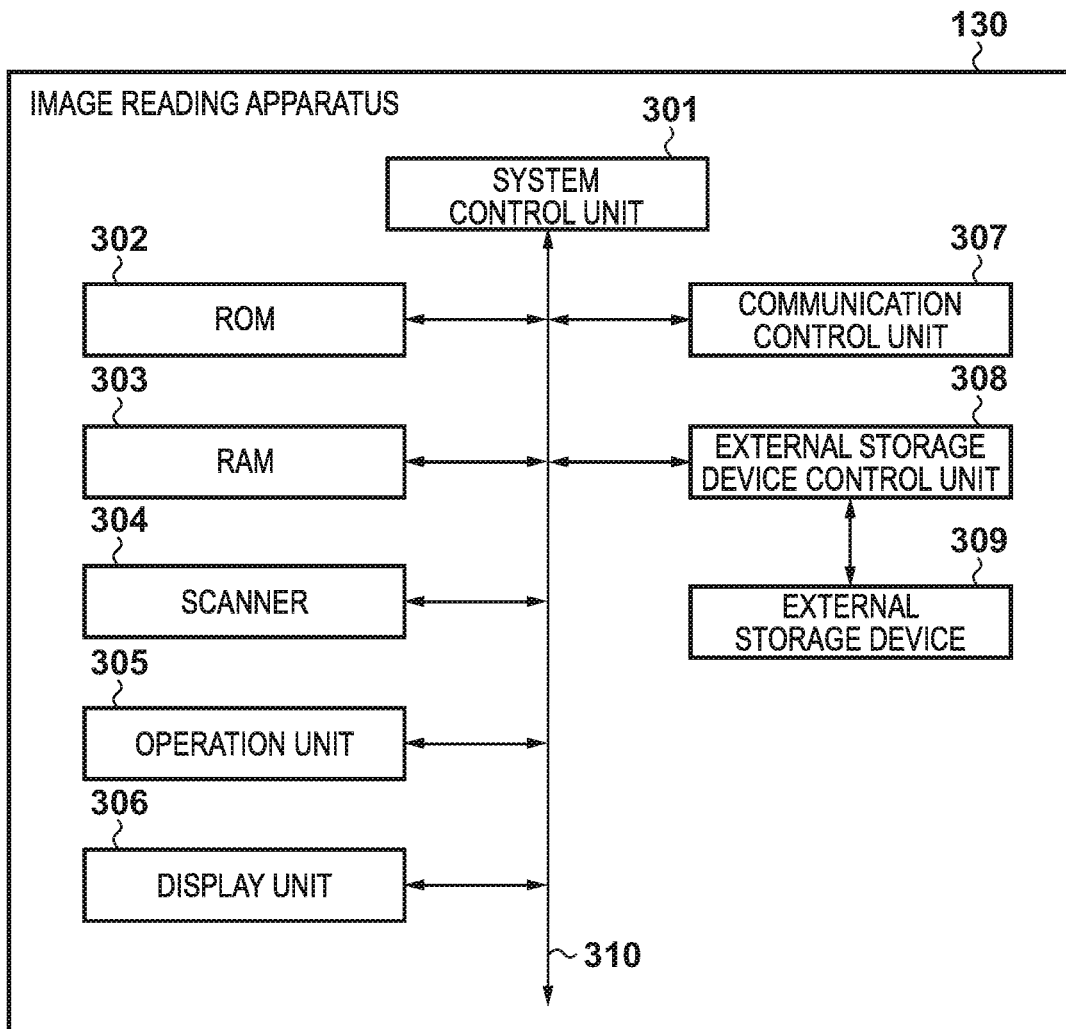 130
IMAGE READING APPARATUS
301
SYSTEM
CONTROL UNIT
302
ROM
307
COMMUNICATION
CONTROL UNIT
303
RAM
308
EXTERNAL STORAGE
DEVICE CONTROL UNIT
304
SCANNER
309
EXTERNAL
STORAGE DEVICE
305
OPERATION UNIT
306
DISPLAY UNIT
310